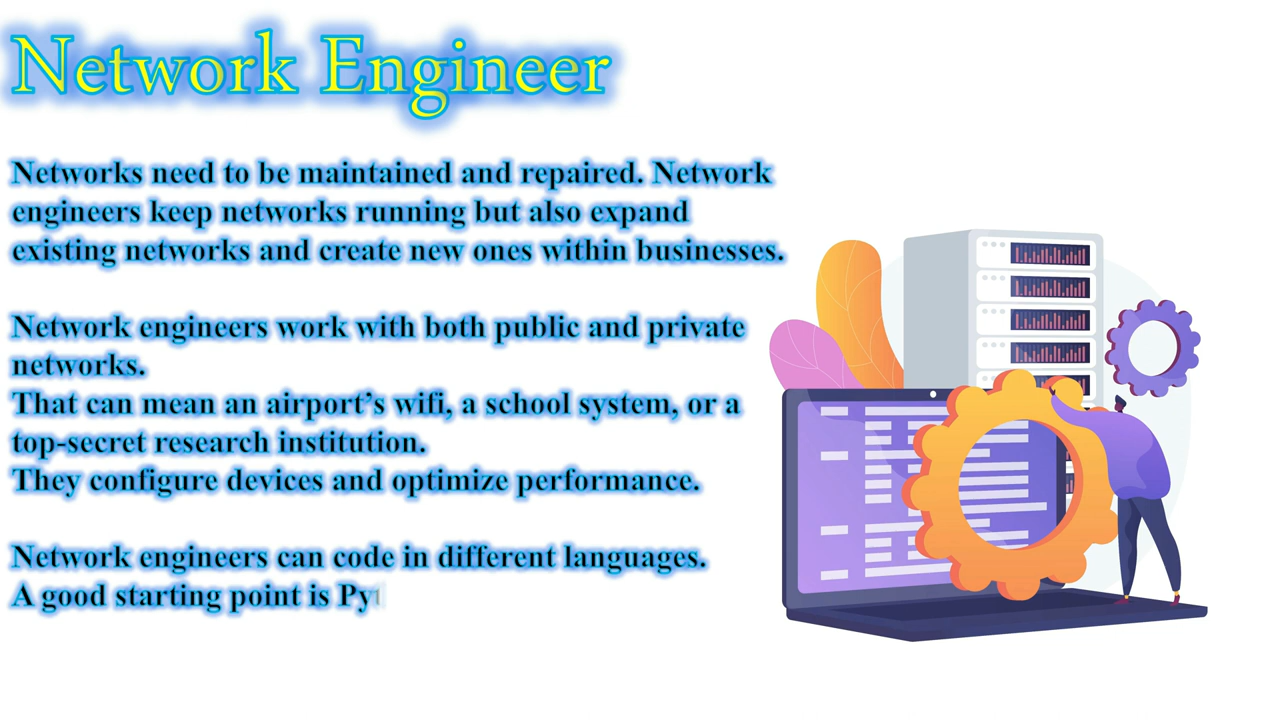 Network Engineer
Networks need to be maintained and repaired. Network
engineers keep networks running but also expand
existing networks and create new ones within businesses.
Network engineers work with both public and private
networks.
That can mean an airport’s wifi, a school system, or a
top-secret research institution.
They configure devices and optimize performance.
Network engineers can code in different languages.
A good starting point is Pyt